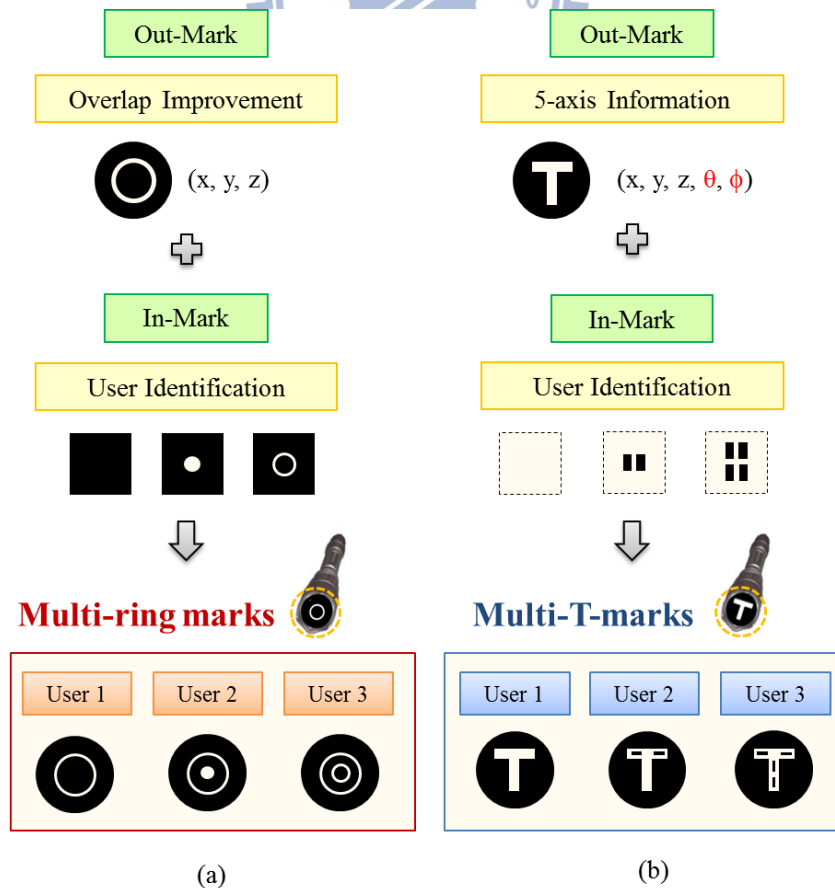 Out-Mark
Overlap Improvement
(x, y, z)
In-Mark
User Identification
Multi-ring marks
User 1 User 2 User 3
(a)
Out-Mark
5-axis Information
T
(x, y, z, θ, ϕ)
In-Mark
User Identification
Multi-T-marks
T
User 1 User 2 User 3
T T T
(b)